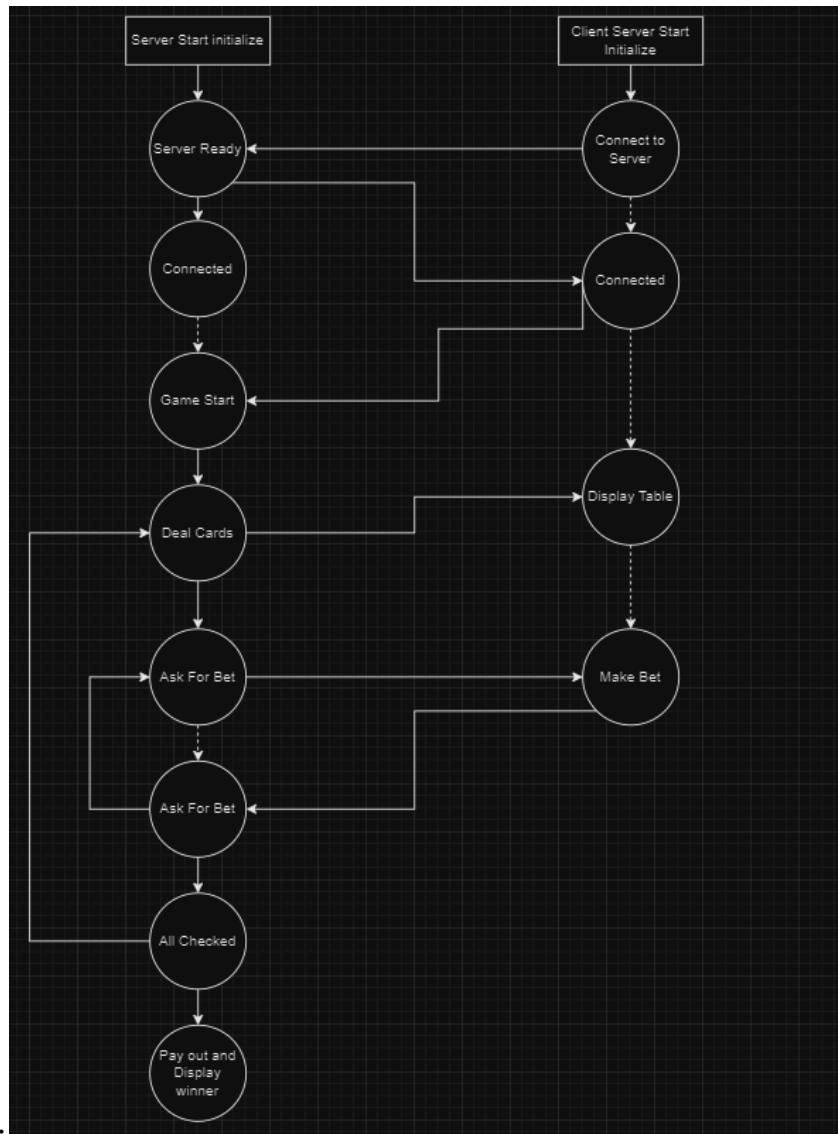 Server Start initialize
Client Server Start
Initialize
Server Ready
Connect to
Server
Connected
Connected
Game Start
Deal Cards
Display Table
Ask For Bet
Make Bet
Ask For Bet
All Checked
Pay out and
Display
winner